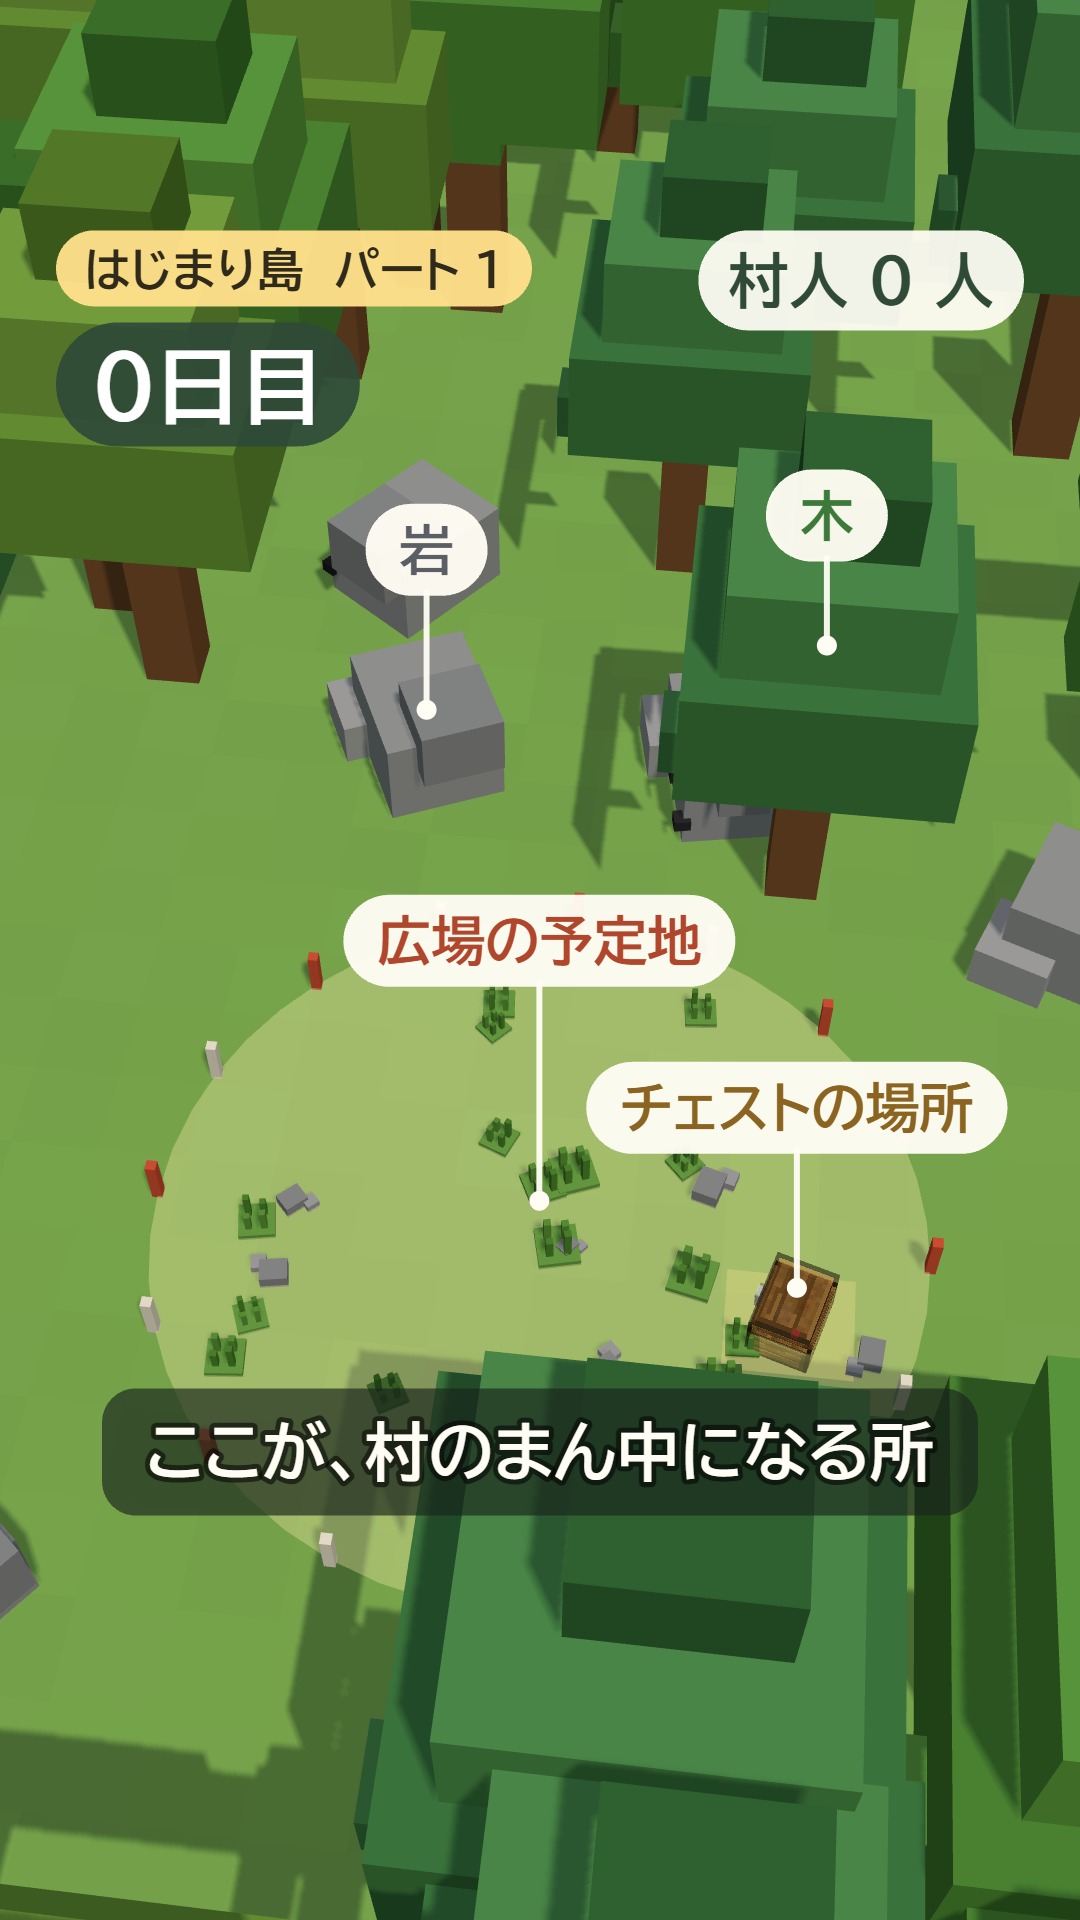 はじまり島　パート 1
村人 0 人
0日目
岩
木
広場の予定地
チェストの場所
ここが、村のまん中になる所